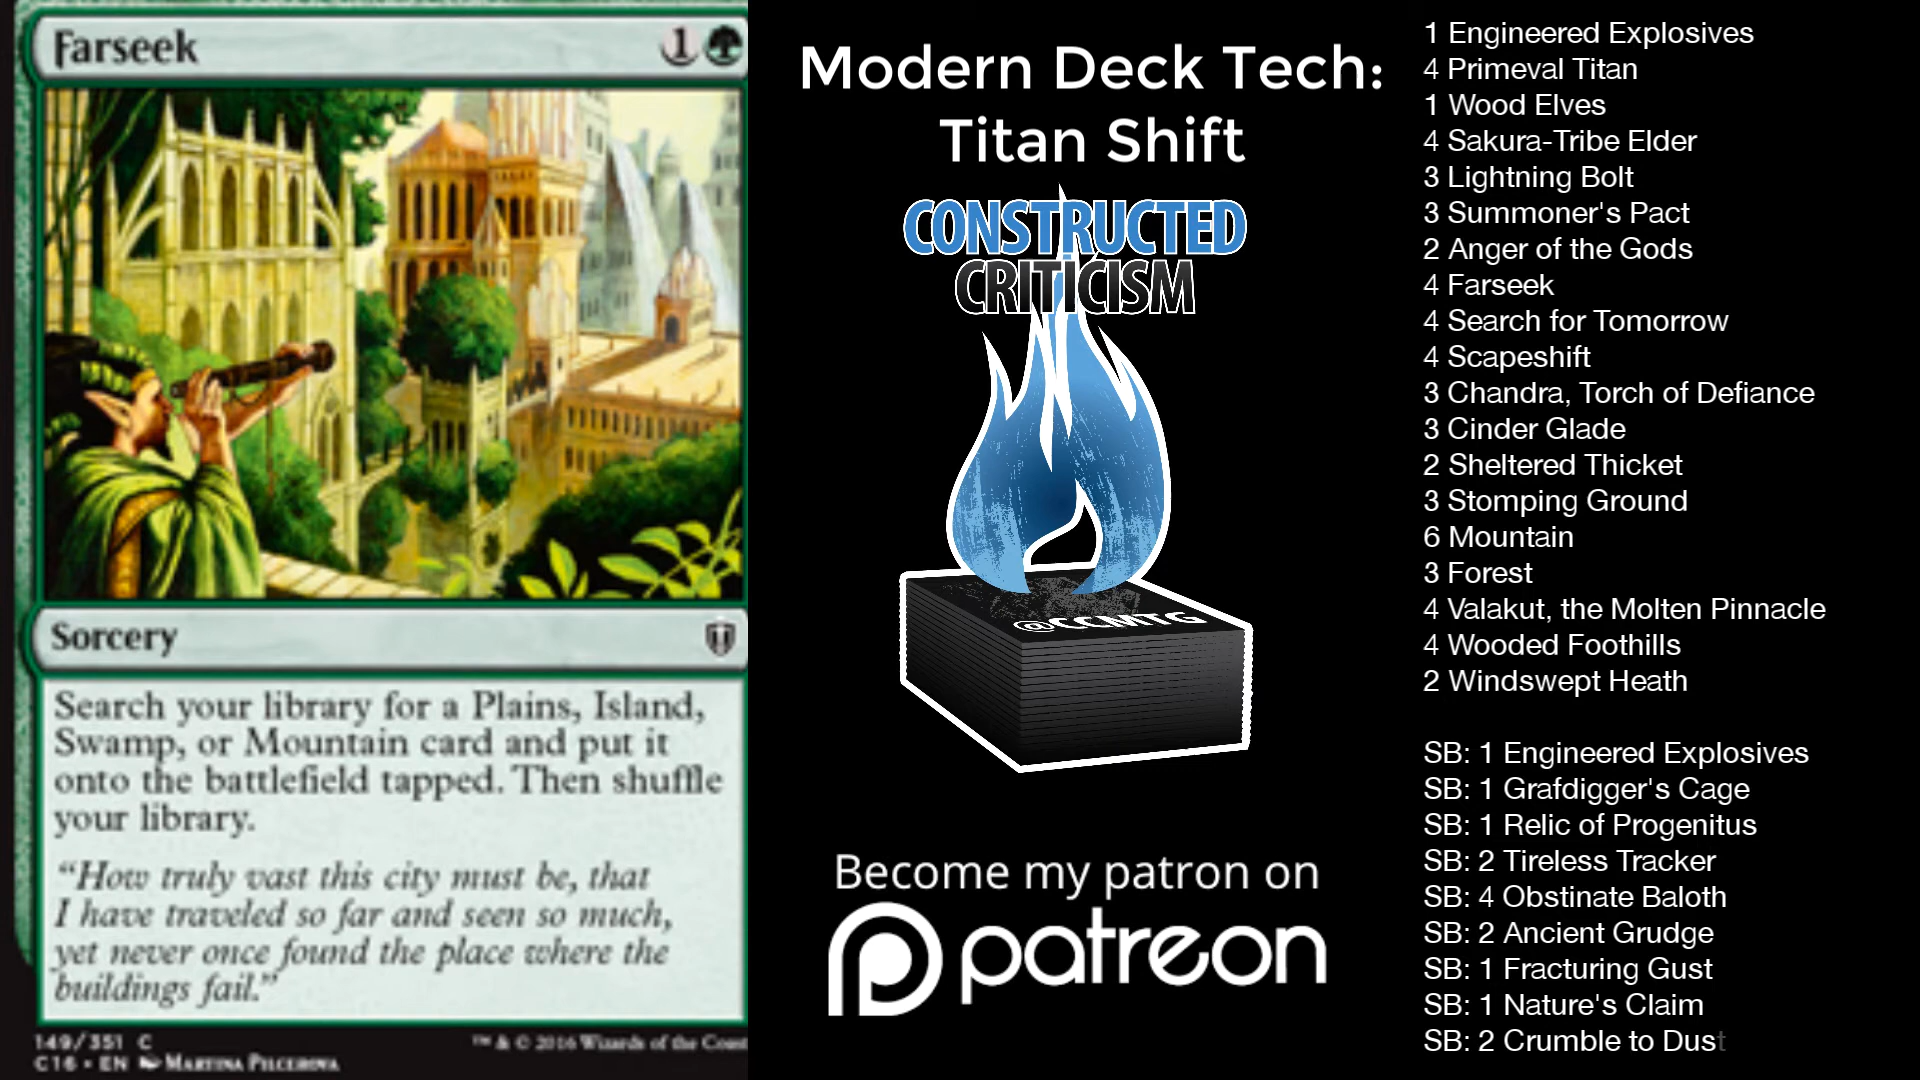 Farseek
1
Sorcery
Search your library for a Plains, Island,
Swamp, or Mountain card and put it
onto the battlefield tapped. Then shuffle
your library.
“How truly vast this city must be, that
I have traveled so far and seen so much,
yet never once found the place where the
buildings fail.”
149/351 C
C16 • EN MARTINA PILCEROVA
™ & © 2016 Wizards of the Coast
Modern Deck Tech:
Titan Shift
CONSTRUCTED
CRITICISM
@CCMTG
Become my patron on
patreon
1 Engineered Explosives
4 Primeval Titan
1 Wood Elves
4 Sakura-Tribe Elder
3 Lightning Bolt
3 Summoner's Pact
2 Anger of the Gods
4 Farseek
4 Search for Tomorrow
4 Scapeshift
3 Chandra, Torch of Defiance
3 Cinder Glade
2 Sheltered Thicket
3 Stomping Ground
6 Mountain
3 Forest
4 Valakut, the Molten Pinnacle
4 Wooded Foothills
2 Windswept Heath
SB: 1 Engineered Explosives
SB: 1 Grafdigger's Cage
SB: 1 Relic of Progenitus
SB: 2 Tireless Tracker
SB: 4 Obstinate Baloth
SB: 2 Ancient Grudge
SB: 1 Fracturing Gust
SB: 1 Nature's Claim
SB: 2 Crumble to Dust